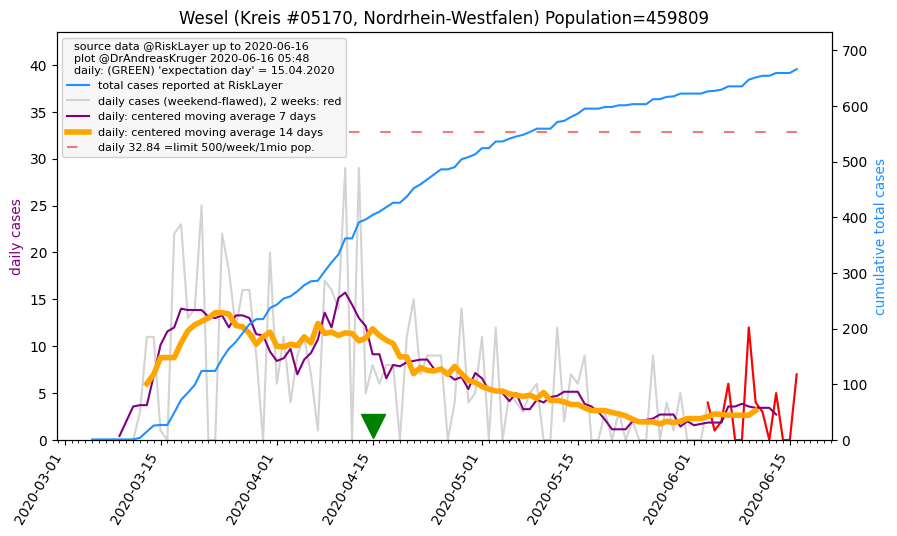 Wesel (Kreis #05170, Nordrhein-Westfalen) Population=459809
source data @RiskLayer up to 2020-06-16
plot @DrAndreasKruger 2020-06-16 05:48
daily: (GREEN) 'expectation day' = 15.04.2020
total cases reported at RiskLayer
daily cases (weekend-flawed), 2 weeks: red
daily: centered moving average 7 days
daily: centered moving average 14 days
daily 32.84 =limit 500/week/1mio pop.
daily cases
40
35
30
25
20
15
10
5
0
700
600
500
400
300
200
100
0
cumulative total cases
2020-03-01
2020-03-15
2020-04-01
2020-04-15
2020-05-01
2020-05-15
2020-06-01
2020-06-15